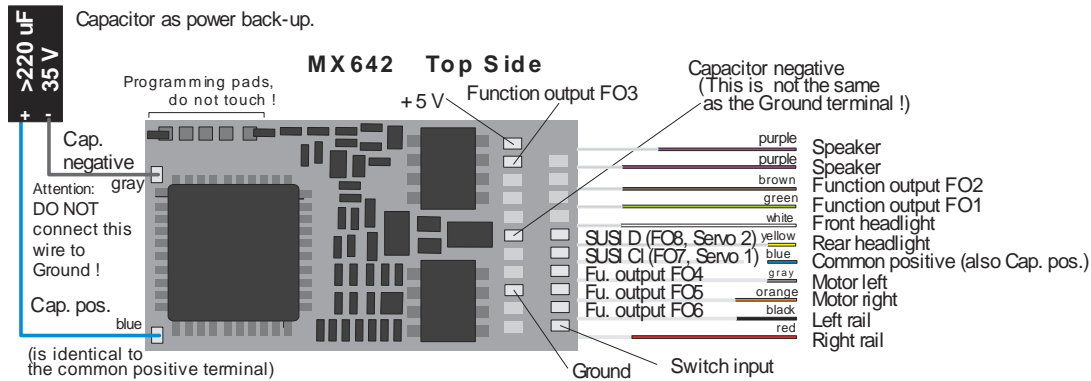 Capacitor as power back-up.
>220 uF
35 V
+ -
MX642 Top Side
Programming pads,
do not touch !
+ 5 V
Function output FO3
Capacitor negative
(This is not the same
as the Ground terminal !)
Cap.
negative
gray
Attention:
DO NOT
connect this
wire to
Ground !
Cap. pos.
blue
(is identical to
the common positive terminal)
purple Speaker
purple Speaker
brown Function output FO2
green Function output FO1
white Front headlight
SUSI D (FO8, Servo 2) yellow Rear headlight
SUSI Cl (FO7, Servo 1) blue Common positive (also Cap. pos.)
Fu. output FO4 gray Motor left
Fu. output FO5 orange Motor right
Fu. output FO6 black Left rail
red Right rail
Ground
Switch input